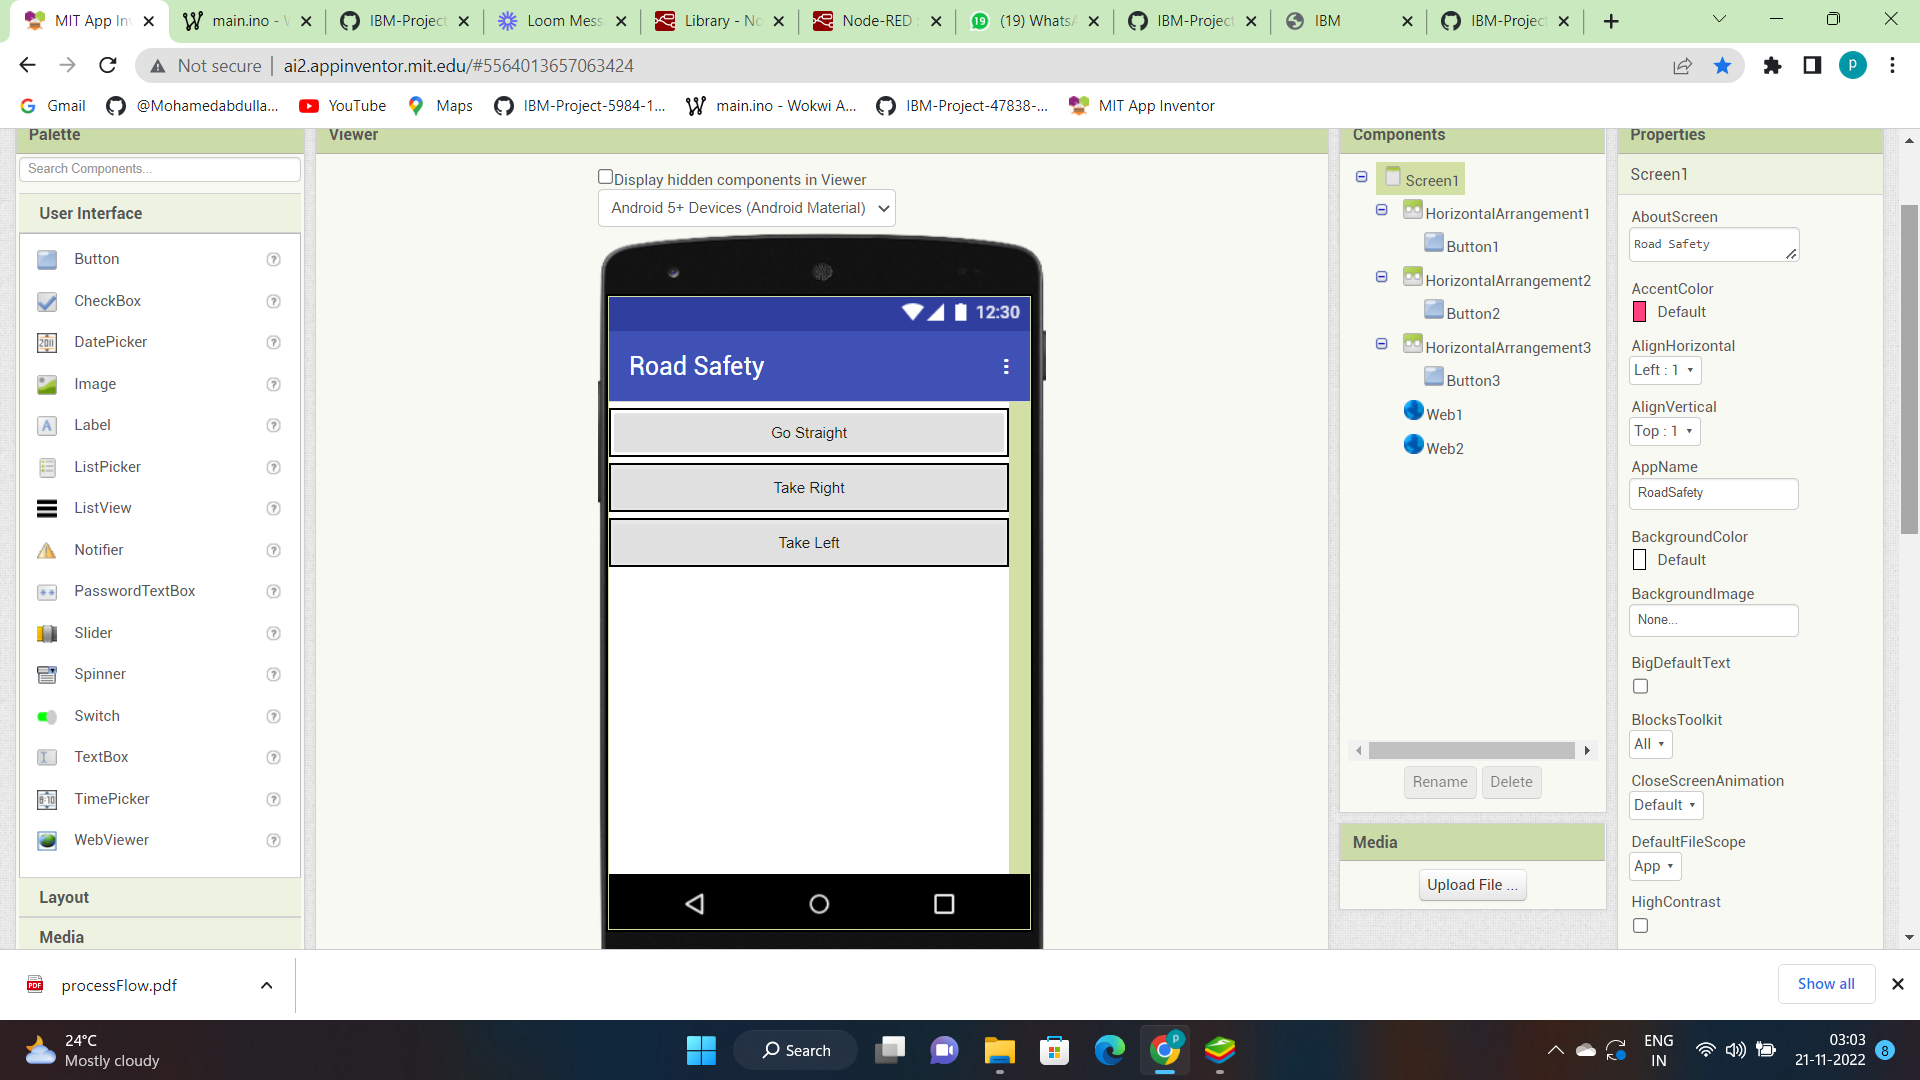 MIT App Inv
main.ino - W
IBM-Project
Loom Mess
Library - No
Node-RED :
(19) WhatsA
IBM-Project
IBM
IBM-Project
Not secure
ai2.appinventor.mit.edu/#5564013657063424
P
Gmail
@Mohamedabdulla...
YouTube
Maps
IBM-Project-5984-1...
main.ino - Wokwi A...
IBM-Project-47838-...
MIT App Inventor
Palette
Search Components...
User Interface
Button
CheckBox
DatePicker
Image
Label
ListPicker
ListView
Notifier
PasswordTextBox
Slider
Spinner
Switch
TextBox
TimePicker
WebViewer
Layout
Media
Viewer
Display hidden components in Viewer
Android 5+ Devices (Android Material)
12:30
Road Safety
Go Straight
Take Right
Take Left
Components
Screen1
HorizontalArrangement1
Button1
HorizontalArrangement2
Button2
HorizontalArrangement3
Button3
Web1
Web2
Rename
Delete
Media
Upload File ...
Properties
Screen1
AboutScreen
Road Safety
AccentColor
Default
AlignHorizontal
Left : 1
AlignVertical
Top : 1
AppName
RoadSafety
BackgroundColor
Default
BackgroundImage
None...
BigDefaultText
BlocksToolkit
All
CloseScreenAnimation
Default
DefaultFileScope
App
HighContrast
processFlow.pdf
Show all
24°C
Mostly cloudy
Search
ENG
IN
03:03
21-11-2022
8